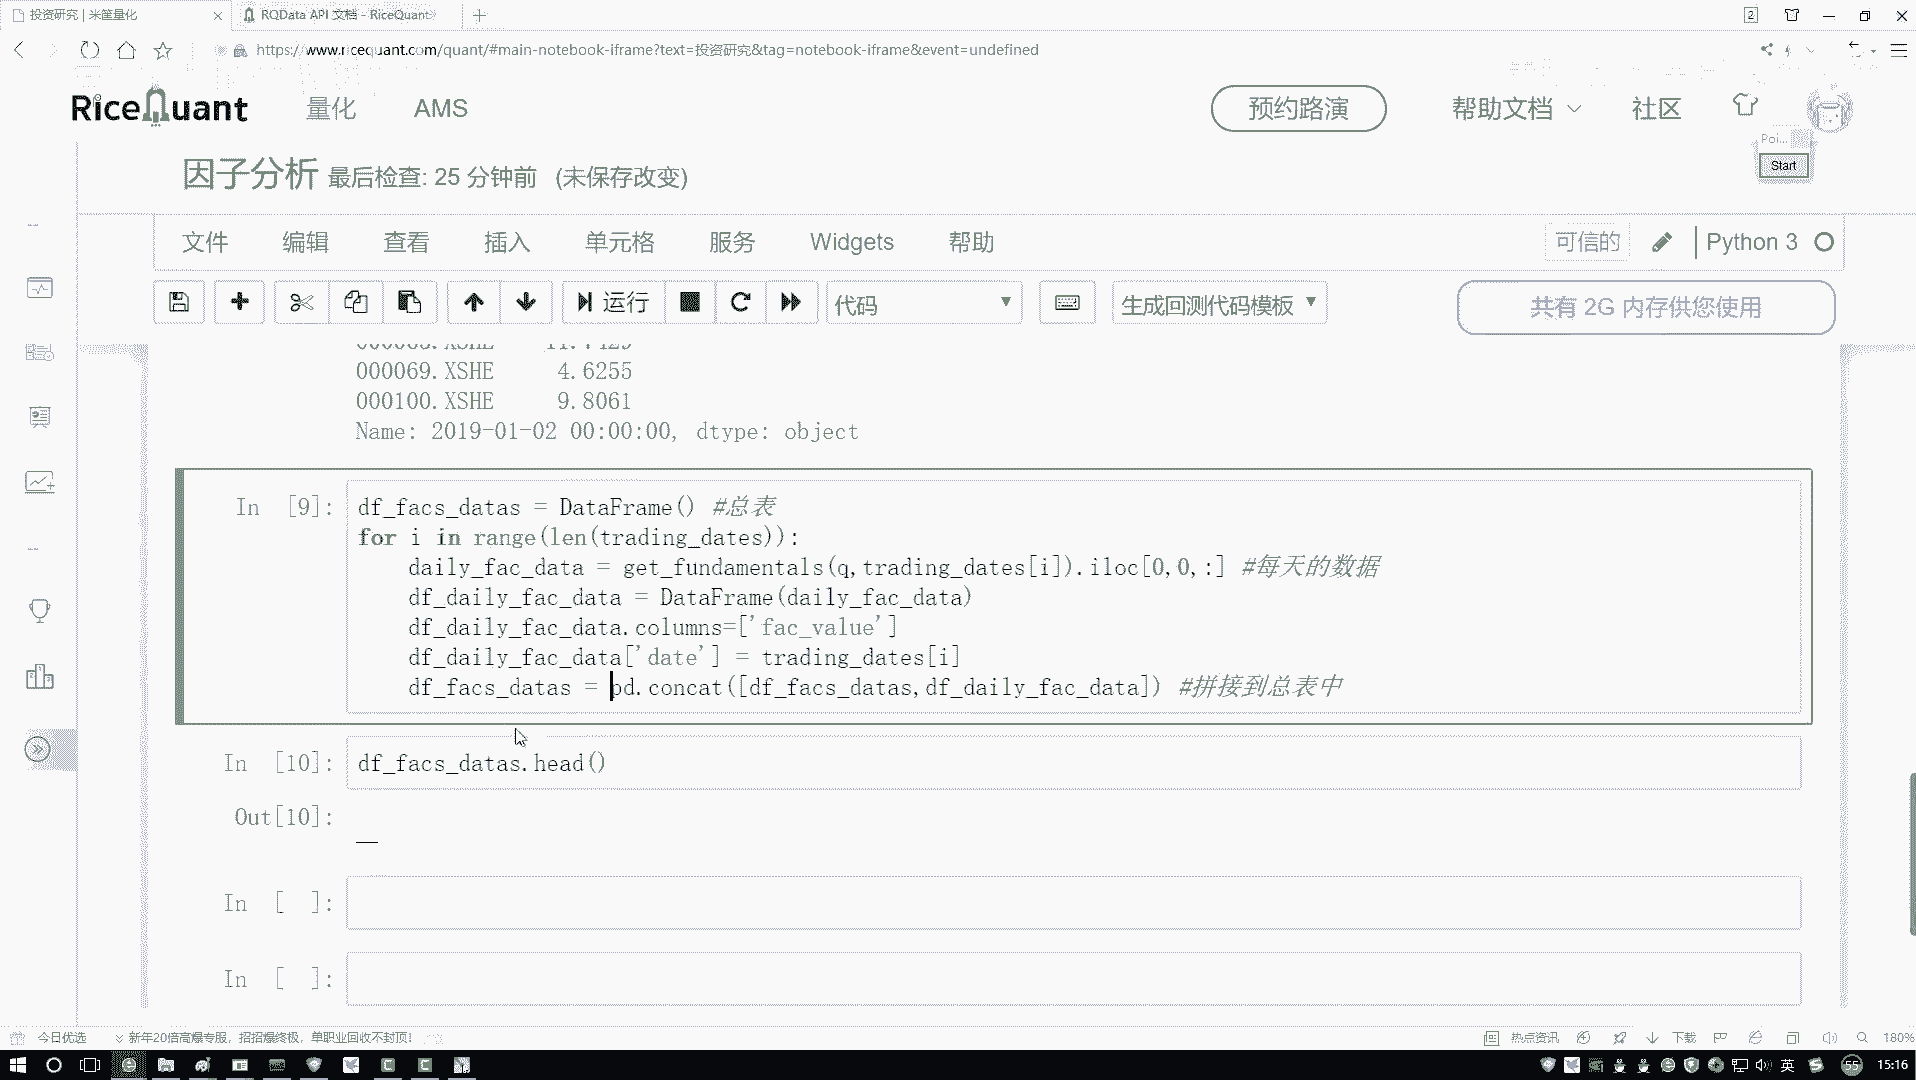 投资研究 | 米筐量化
RQData API 文档 - RiceQuant
2
https://www.ricequant.com/quant/#main-notebook-iframe?text=投资研究&tag=notebook-iframe&event=undefined
RiceQuant
量化
AMS
预约路演
帮助文档
社区
Poi...
Start
因子分析 最后检查: 25 分钟前 (未保存改变)
文件 编辑 查看 插入 单元格 服务 Widgets 帮助
可信的
Python 3
运行
代码
生成回测代码模板
共有 2G 内存供您使用
000069.XSHE 4.6255
000100.XSHE 9.8061
Name: 2019-01-02 00:00:00, dtype: object
In [9]:
df_facs_datas = DataFrame() #总表
for i in range(len(trading_dates)):
daily_fac_data = get_fundamentals(q,trading_dates[i]).iloc[0,0,:] #每天的数据
df_daily_fac_data = DataFrame(daily_fac_data)
df_daily_fac_data.columns=['fac_value']
df_daily_fac_data['date'] = trading_dates[i]
df_facs_datas = pd.concat([df_facs_datas,df_daily_fac_data]) #拼接到总表中
In [10]:
df_facs_datas.head()
Out[10]:
In [ ]:
In [ ]:
今日优选
新年20倍高爆专服，招招爆终极，单职业回收不封顶!
热点资讯
下载
180%
英
55
15:16